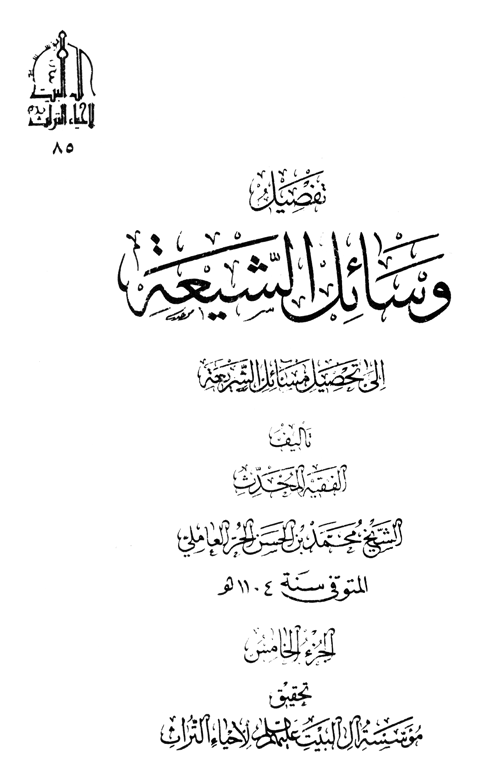 آل البيت
لإحياء التراث
٨٥
تفصيل
وسائل الشيعة
إلى تحصيل مسائل الشريعة
تأليف
الفقيه المحدّث
الشيخ محمد بن الحسن الحر العاملي
المتوفى سنة ١١٠٤ هـ
الجزء الخامس
تحقيق
مؤسسة آل البيت عليهم السلام لإحياء التراث